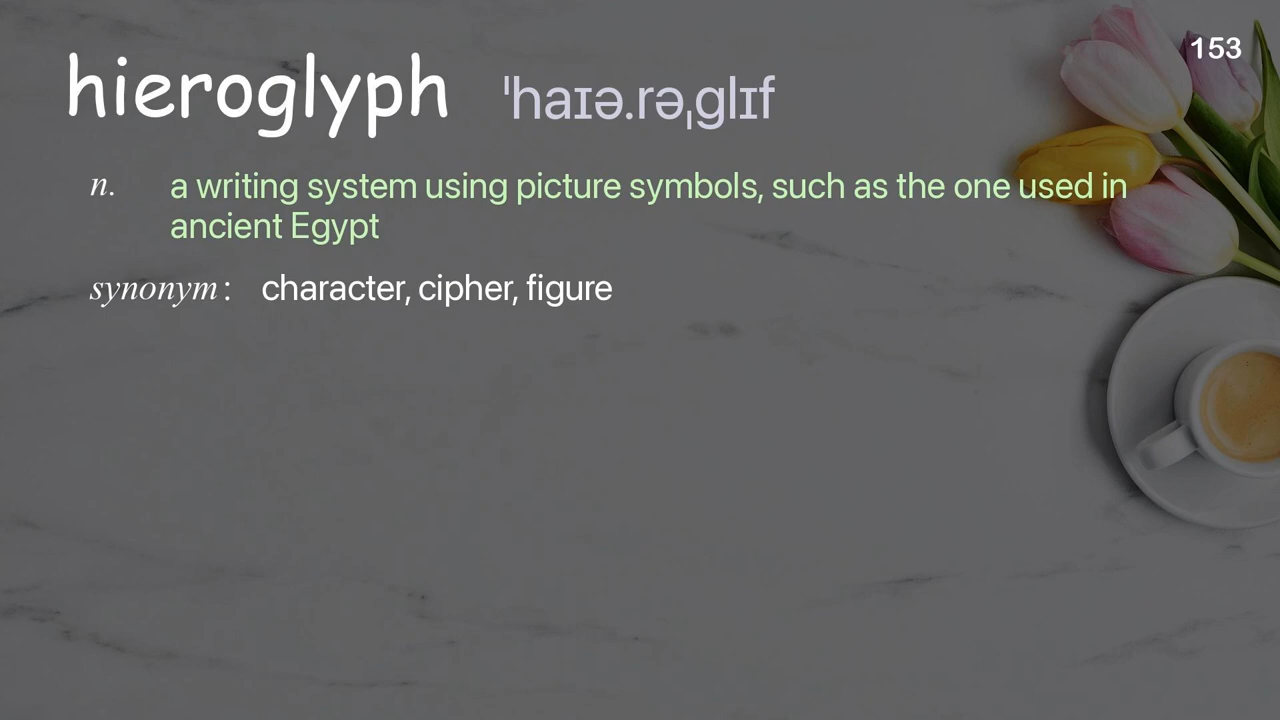 153
hieroglyph ˈhaɪə.rəˌglɪf
n. a writing system using picture symbols, such as the one used in
ancient Egypt
synonym: character, cipher, figure